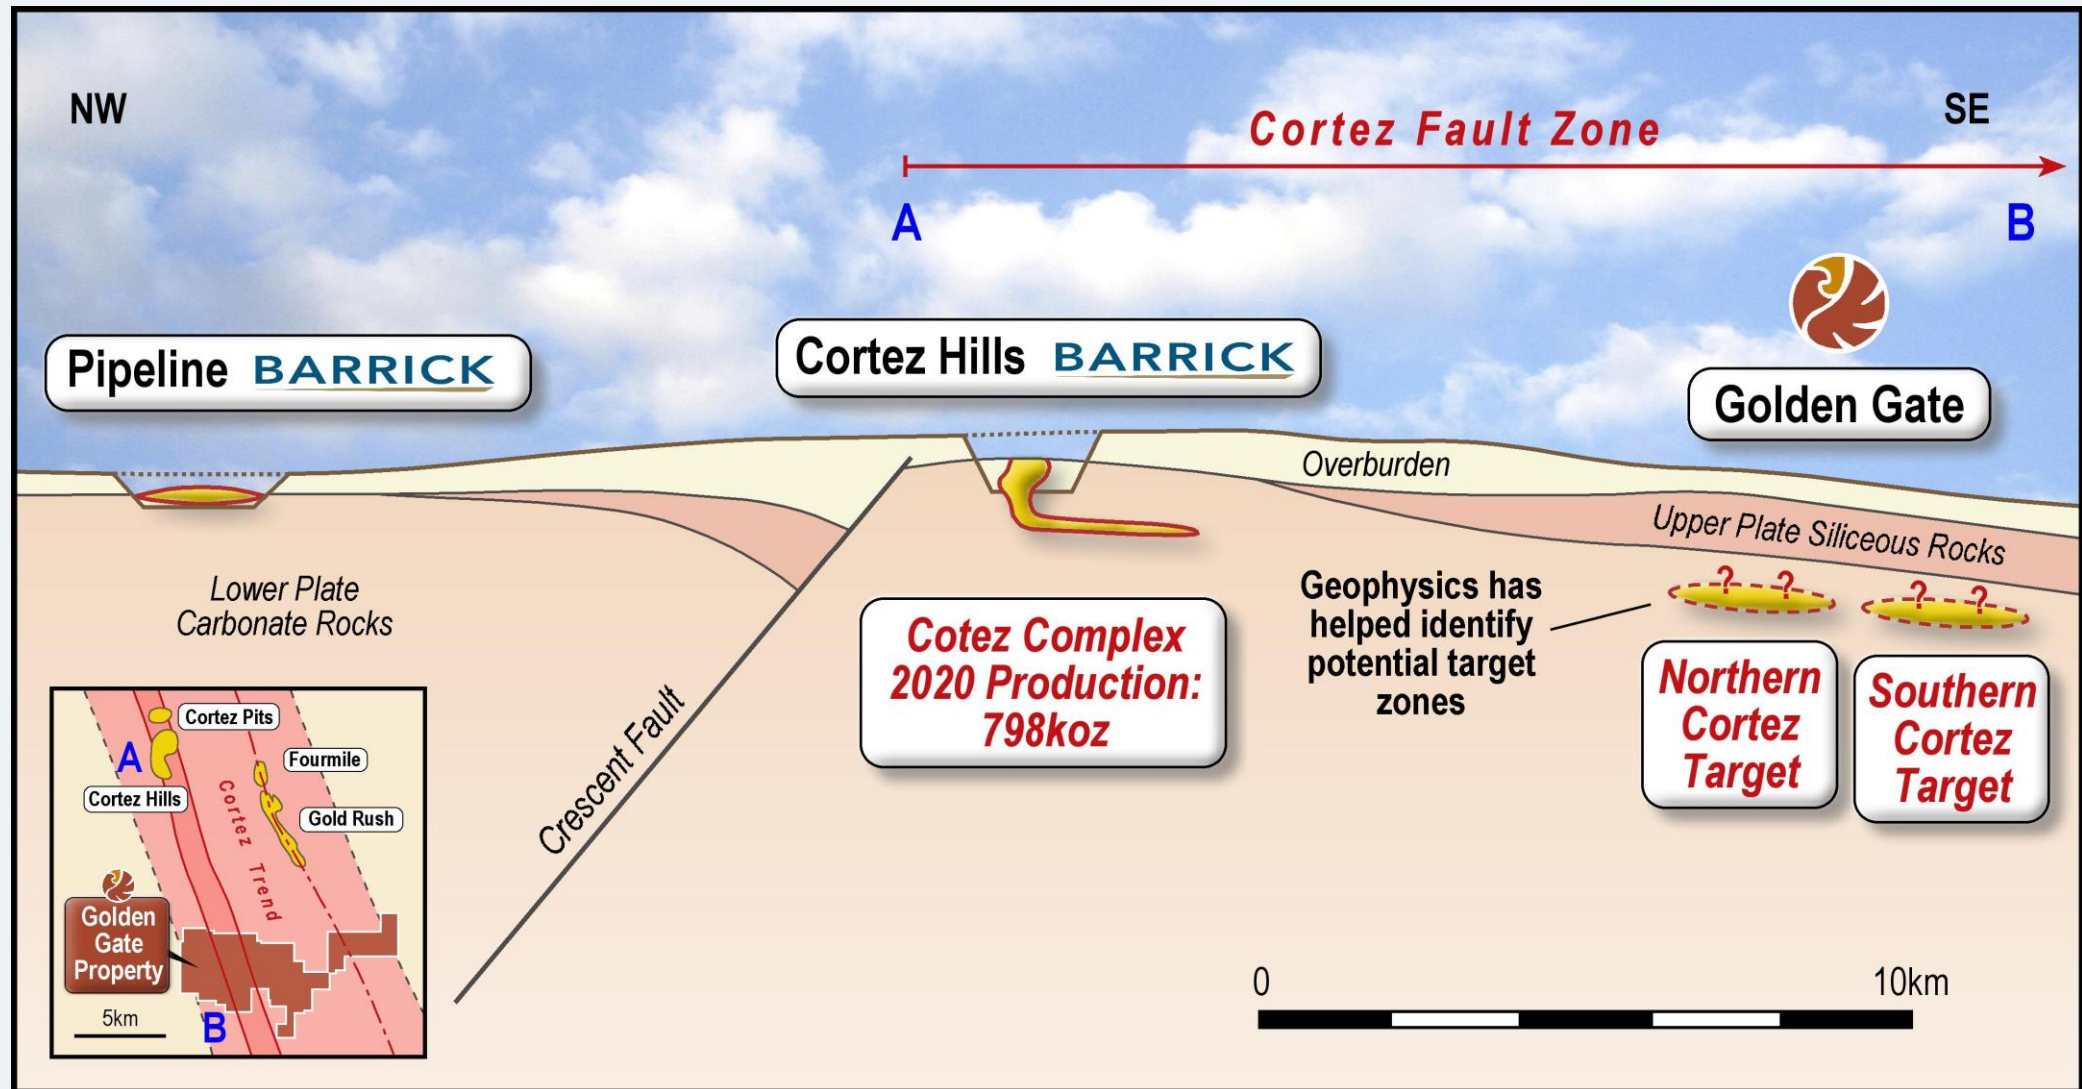 NW
SE
Cortez Fault Zone
A
B
Pipeline BARRICK
Cortez Hills BARRICK
Golden Gate
Overburden
Upper Plate Siliceous Rocks
Lower Plate
Carbonate Rocks
Geophysics has
helped identify
potential target
zones
? ?
? ?
Cotez Complex
2020 Production:
798koz
Northern
Cortez
Target
Southern
Cortez
Target
Crescent Fault
Cortez Pits
A
Fourmile
Cortez Hills
Gold Rush
Cortez Trend
Golden
Gate
Property
5km
B
0
10km